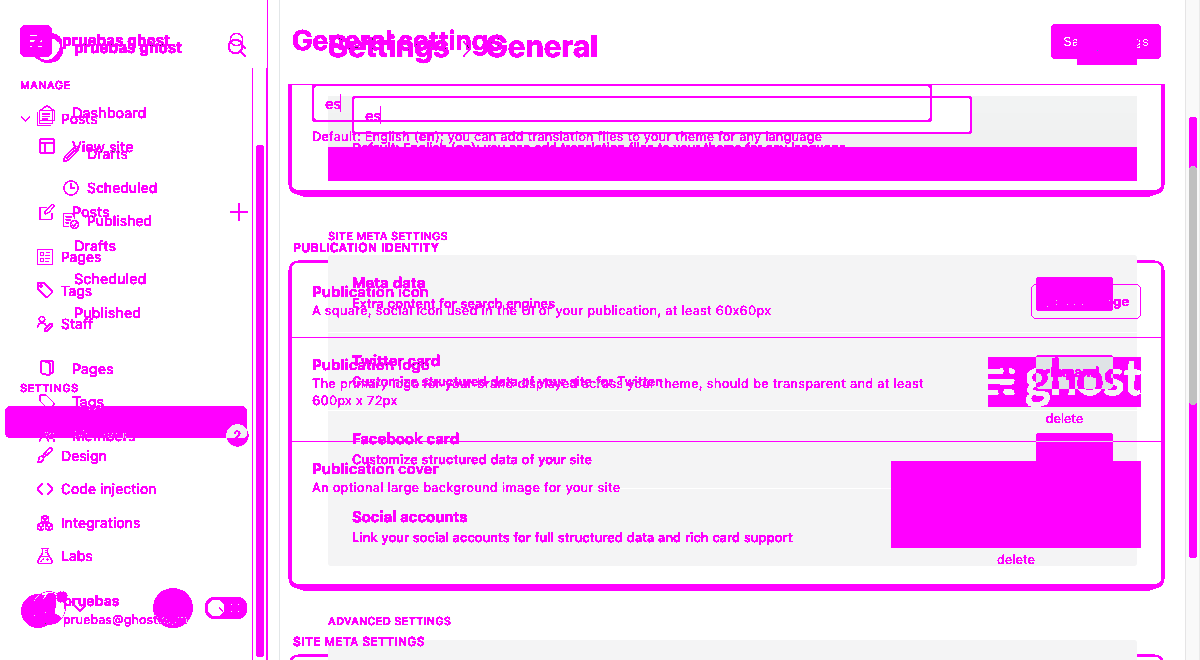 pruebas ghost
pruebas ghost
General settings
Settings
General
MANAGE
Dashboard
Posts
View site
Drafts
Scheduled
Posts
Published
Drafts
Pages
Scheduled
Tags
Published
Staff
Pages
SETTINGS
Tags
Members
2
Design
Code injection
Integrations
Labs
pruebas
es
es
Default: English (en); you can add translation files to your theme for any language
Default: English (en); you can add translation files to your theme for any language
SITE META SETTINGS
PUBLICATION IDENTITY
Meta data
Publication icon
Extra content for search engines
A square, social icon used in the UI of your publication, at least 60x60px
Twitter card
Publication logo
Customize structured data of your site for Twitter
The primary logo for your brand displayed across your theme, should be transparent and at least
600px x 72px
ghost
delete
Facebook card
Customize structured data of your site
Publication cover
An optional large background image for your site
Social accounts
Link your social accounts for full structured data and rich card support
delete
ADVANCED SETTINGS
SITE META SETTINGS